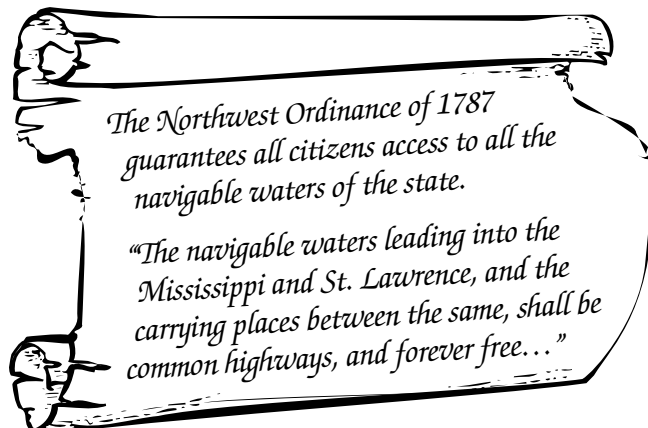 The Northwest Ordinance of 1787
guarantees all citizens access to all the
navigable waters of the state.
“‘The navigable waters leading into the
Mississippi and St. Lawrence, and the
carrying places between the same, shall be
common highways, and forever free…”